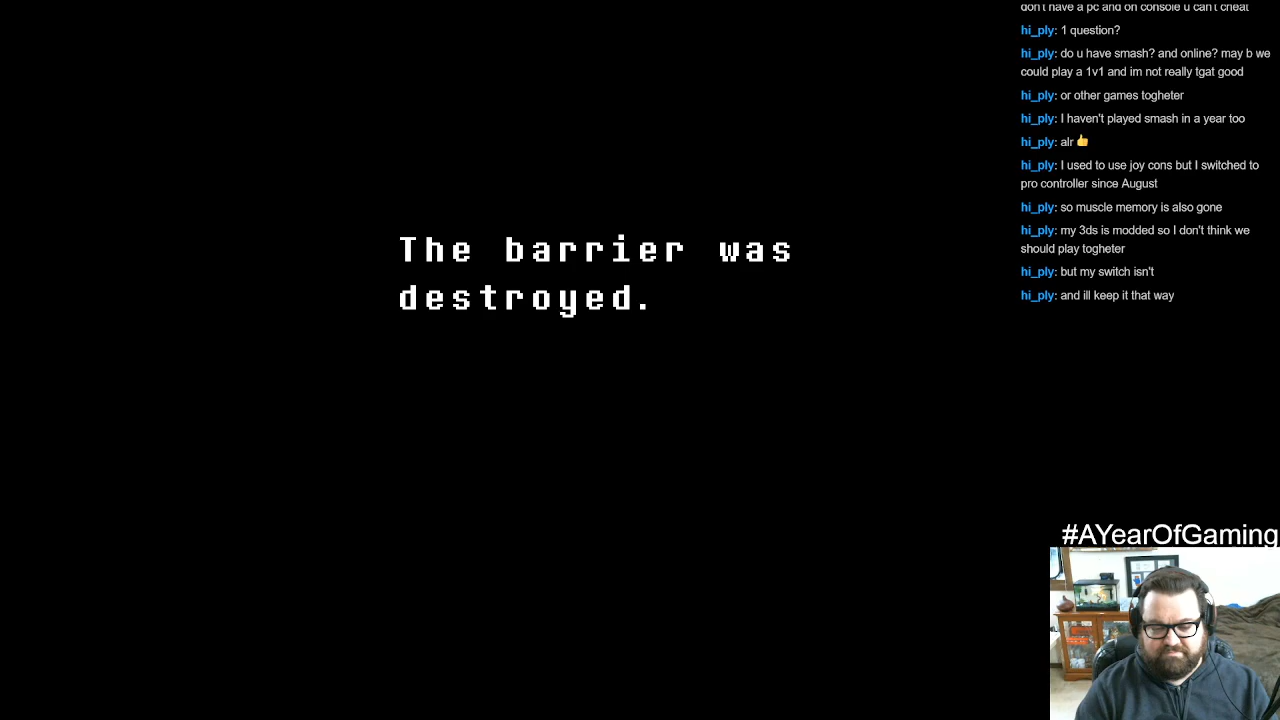 don't have a pc and on console u can't cheat
hi_ply: 1 question?
hi_ply: do u have smash? and online? may b we
could play a 1v1 and im not really tgat good
hi_ply: or other games togheter
hi_ply: I haven't played smash in a year too
hi_ply: alr 👍
hi_ply: I used to use joy cons but I switched to
pro controller since August
hi_ply: so muscle memory is also gone
hi_ply: my 3ds is modded so I don't think we
should play togheter
hi_ply: but my switch isn't
hi_ply: and ill keep it that way
The barrier was
destroyed.
#AYearOfGaming